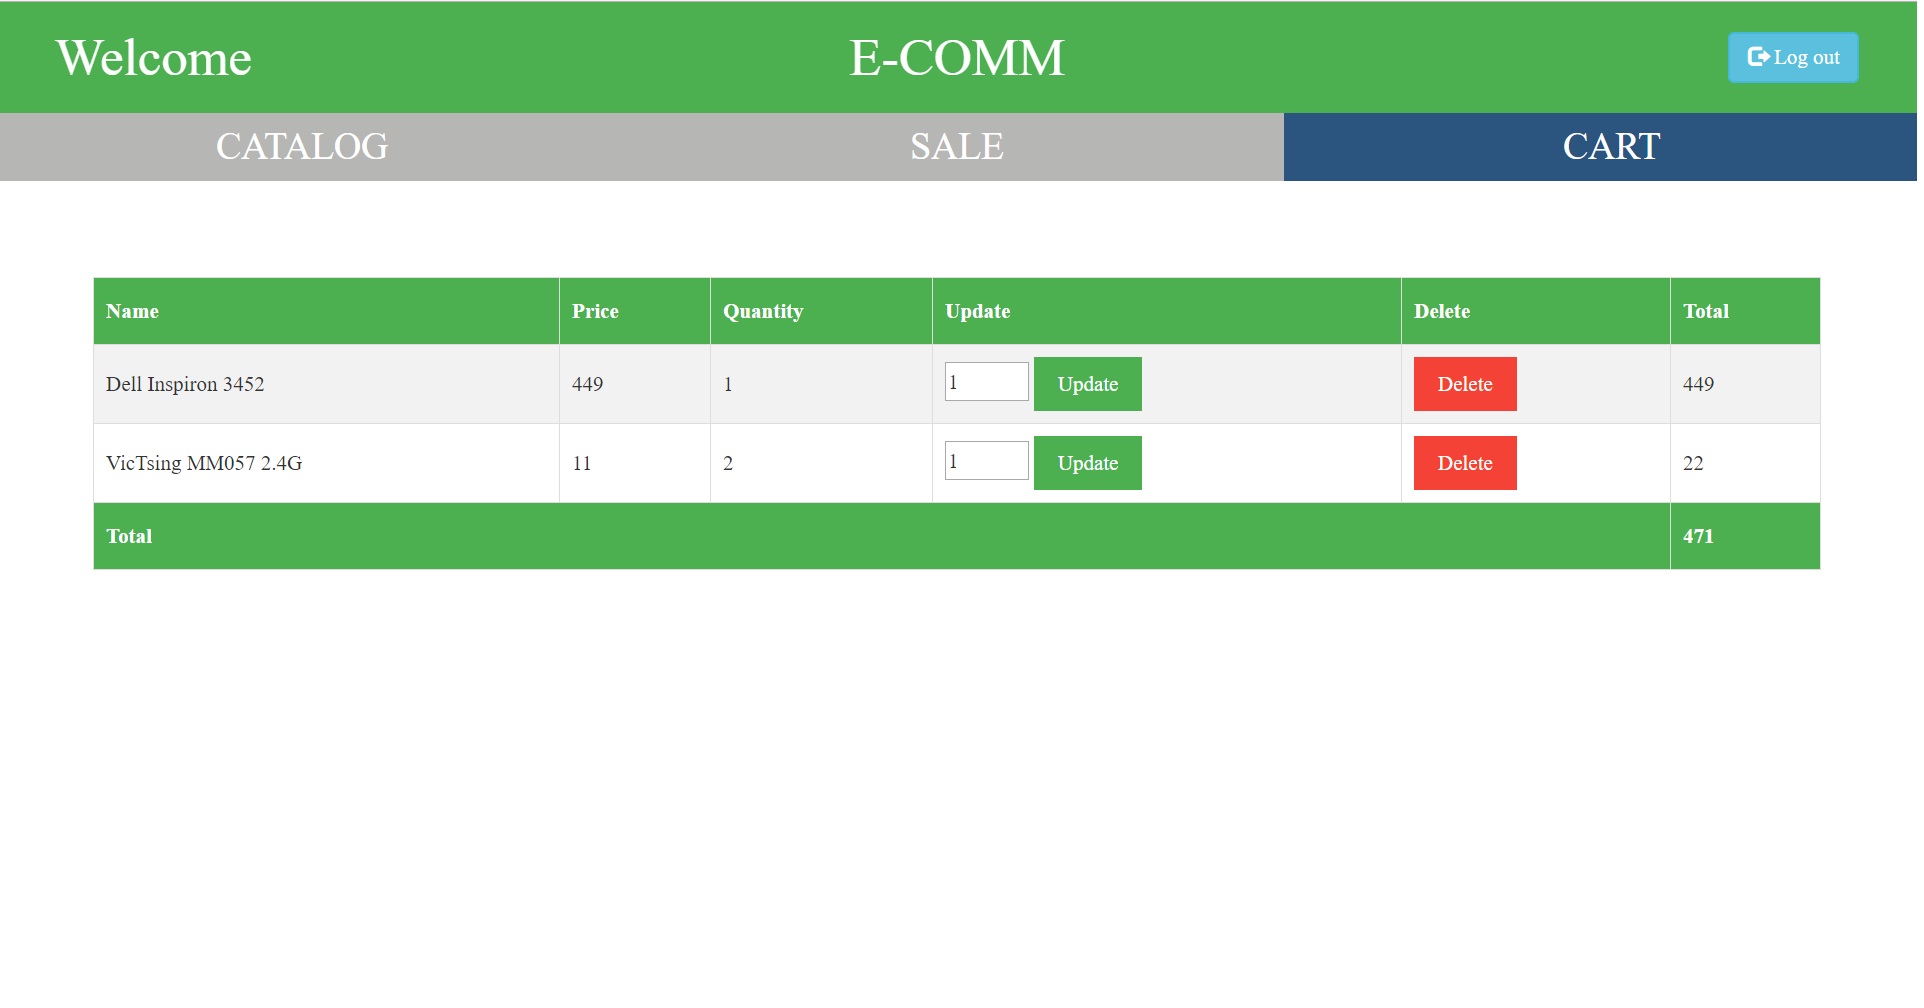 Welcome E-COMM Log out
CATALOG SALE CART
Name Price Quantity Update Delete Total
Dell Inspiron 3452 449 1 1 Update Delete 449
VicTsing MM057 2.4G 11 2 1 Update Delete 22
Total 471